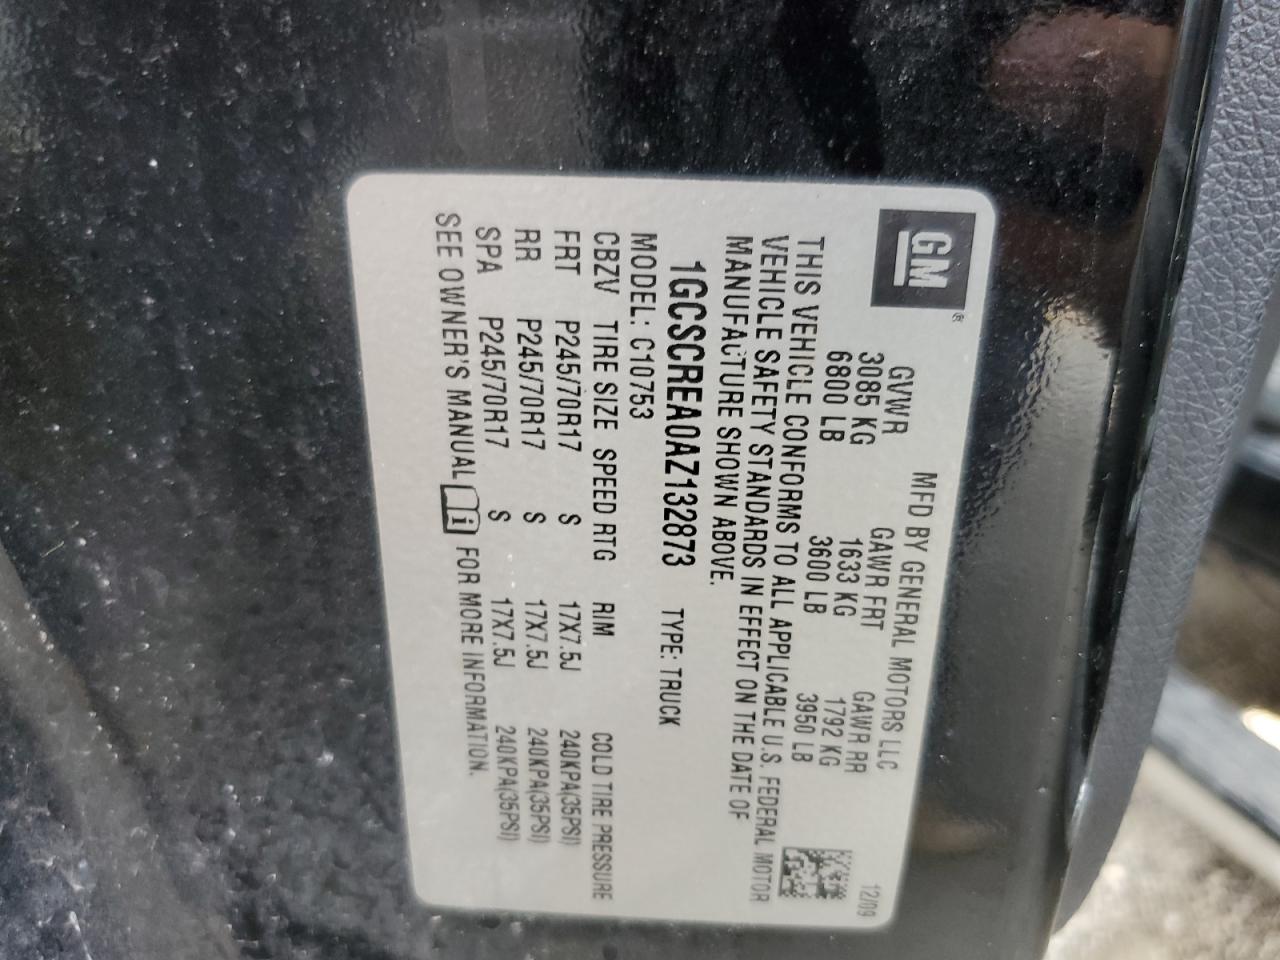 GM®
MFD BY GENERAL MOTORS LLC 12/09
GVWR GAWR FRT GAWR RR
3085 KG 1633 KG 1792 KG
6800 LB 3600 LB 3950 LB
THIS VEHICLE CONFORMS TO ALL APPLICABLE U.S. FEDERAL MOTOR
VEHICLE SAFETY STANDARDS IN EFFECT ON THE DATE OF
MANUFACTURE SHOWN ABOVE.
1GCSCREA0AZ132873 TYPE: TRUCK
MODEL: C10753
CBZV TIRE SIZE SPEED RTG RIM COLD TIRE PRESSURE
FRT P245/70R17 S 17X7.5J 240KPA(35PSI)
RR P245/70R17 S 17X7.5J 240KPA(35PSI)
SPA P245/70R17 S 17X7.5J 240KPA(35PSI)
SEE OWNER'S MANUAL i FOR MORE INFORMATION.